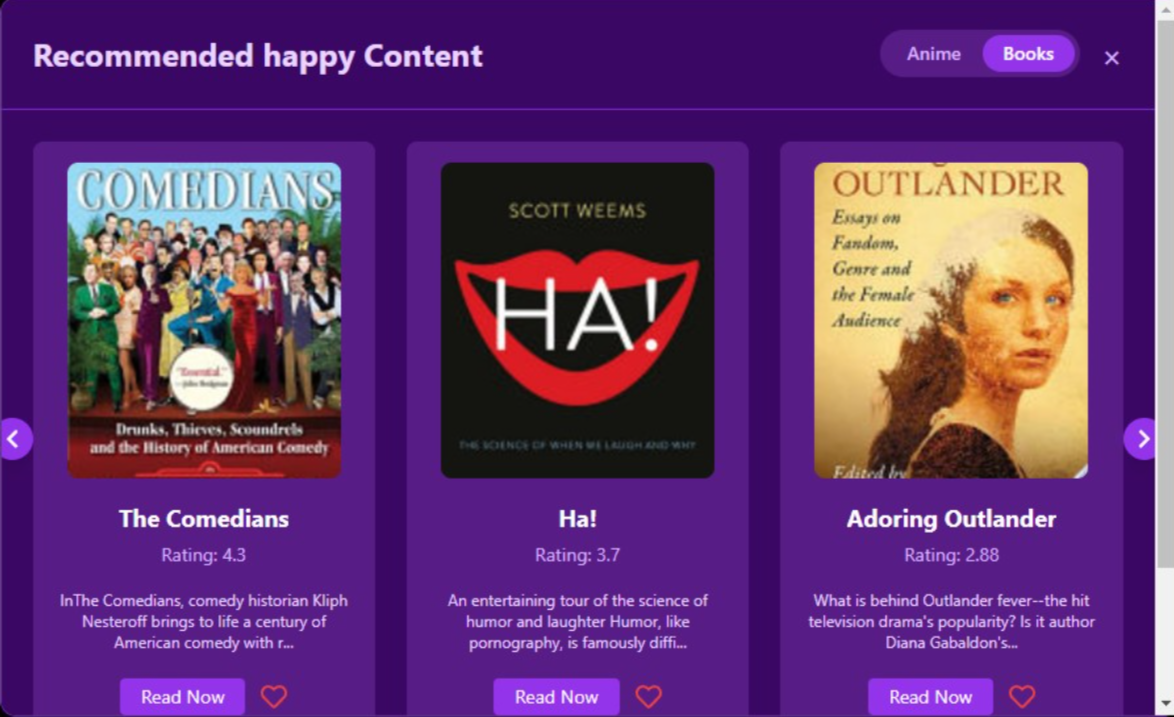 Recommended happy Content
Anime
Books
×
COMEDIANS
"Essential."
Drunks, Thieves, Scoundrels
and the History of American Comedy
The Comedians
Rating: 4.3
InThe Comedians, comedy historian Kliph
Nesteroff brings to life a century of
American comedy with r...
Read Now
SCOTT WEEMS
HA!
THE SCIENCE OF WHEN WE LAUGH AND WHY
Ha!
Rating: 3.7
An entertaining tour of the science of
humor and laughter Humor, like
pornography, is famously diffi...
Read Now
OUTLANDER
Essays on
Fandom,
Genre and
the Female
Audience
Edited by
Adoring Outlander
Rating: 2.88
What is behind Outlander fever--the hit
television drama's popularity? Is it author
Diana Gabaldon's...
Read Now